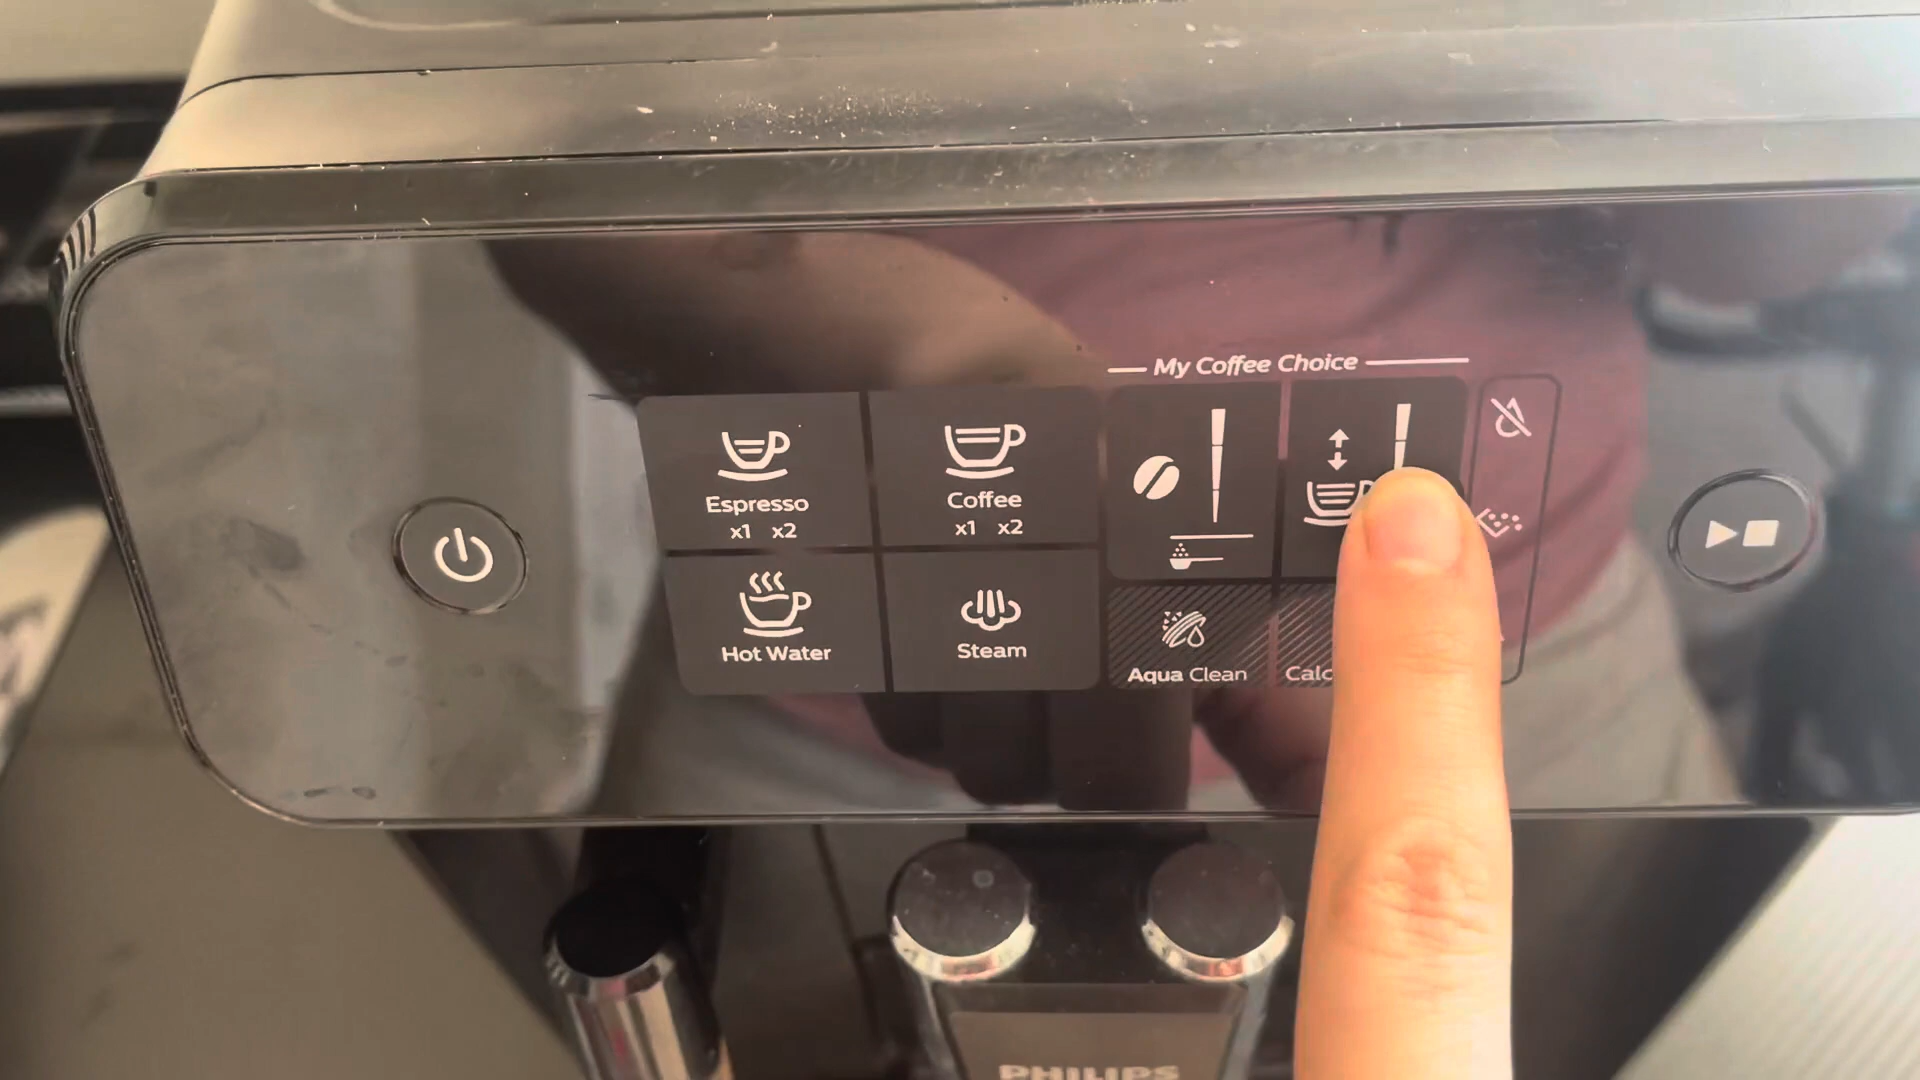 My Coffee Choice
Espresso
x1 x2
Coffee
x1 x2
Hot Water
Steam
Aqua Clean
Calc
PHILIPS